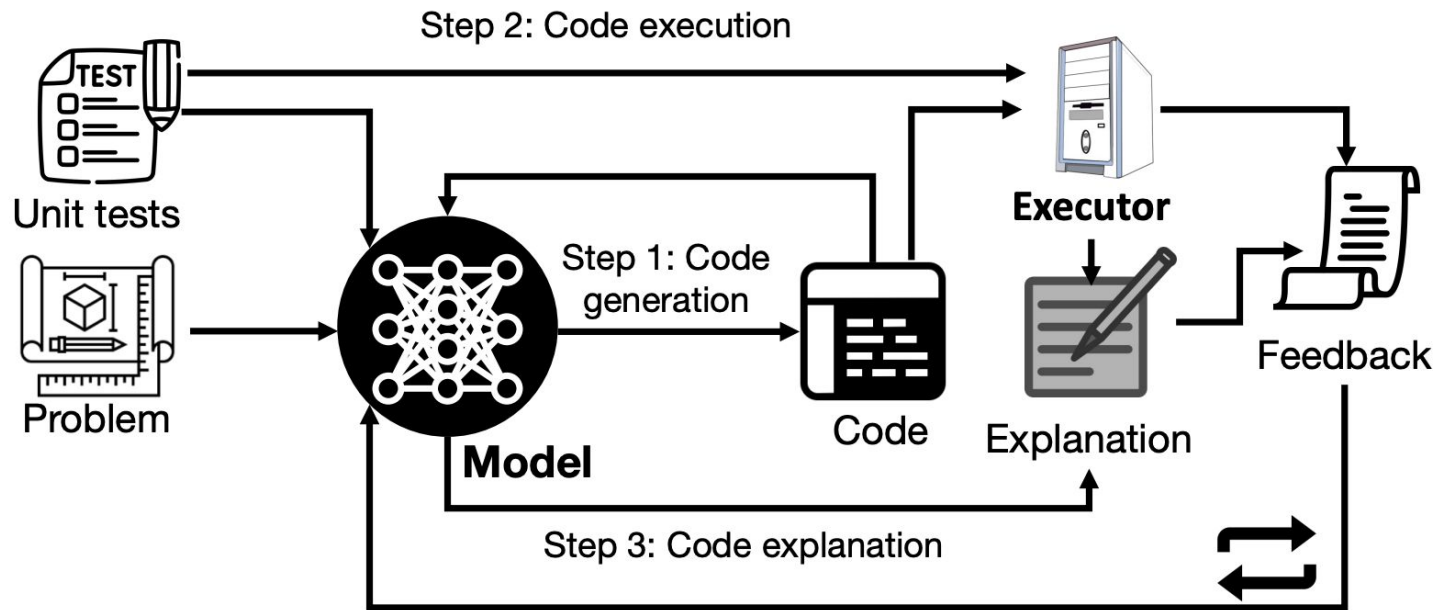 Step 2: Code execution
TEST
Unit tests
Executor
Step 1: Code
generation
Problem
Model
Code
Explanation
Feedback
Step 3: Code explanation